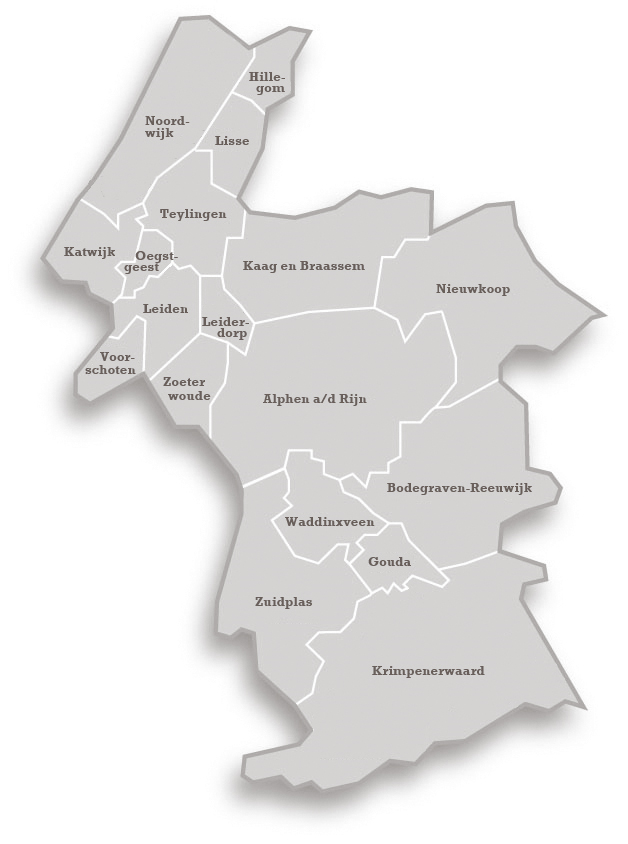 Hille-
gom
Noord-
wijk
Lisse
Teylingen
Katwijk
Oegst-
geest
Kaag en Braassem
Nieuwkoop
Leiden
Leider-
dorp
Voor-
schoten
Zoeter
woude
Alphen a/d Rijn
Bodegraven-Reeuwijk
Waddinxveen
Gouda
Zuidplas
Krimpenerwaard